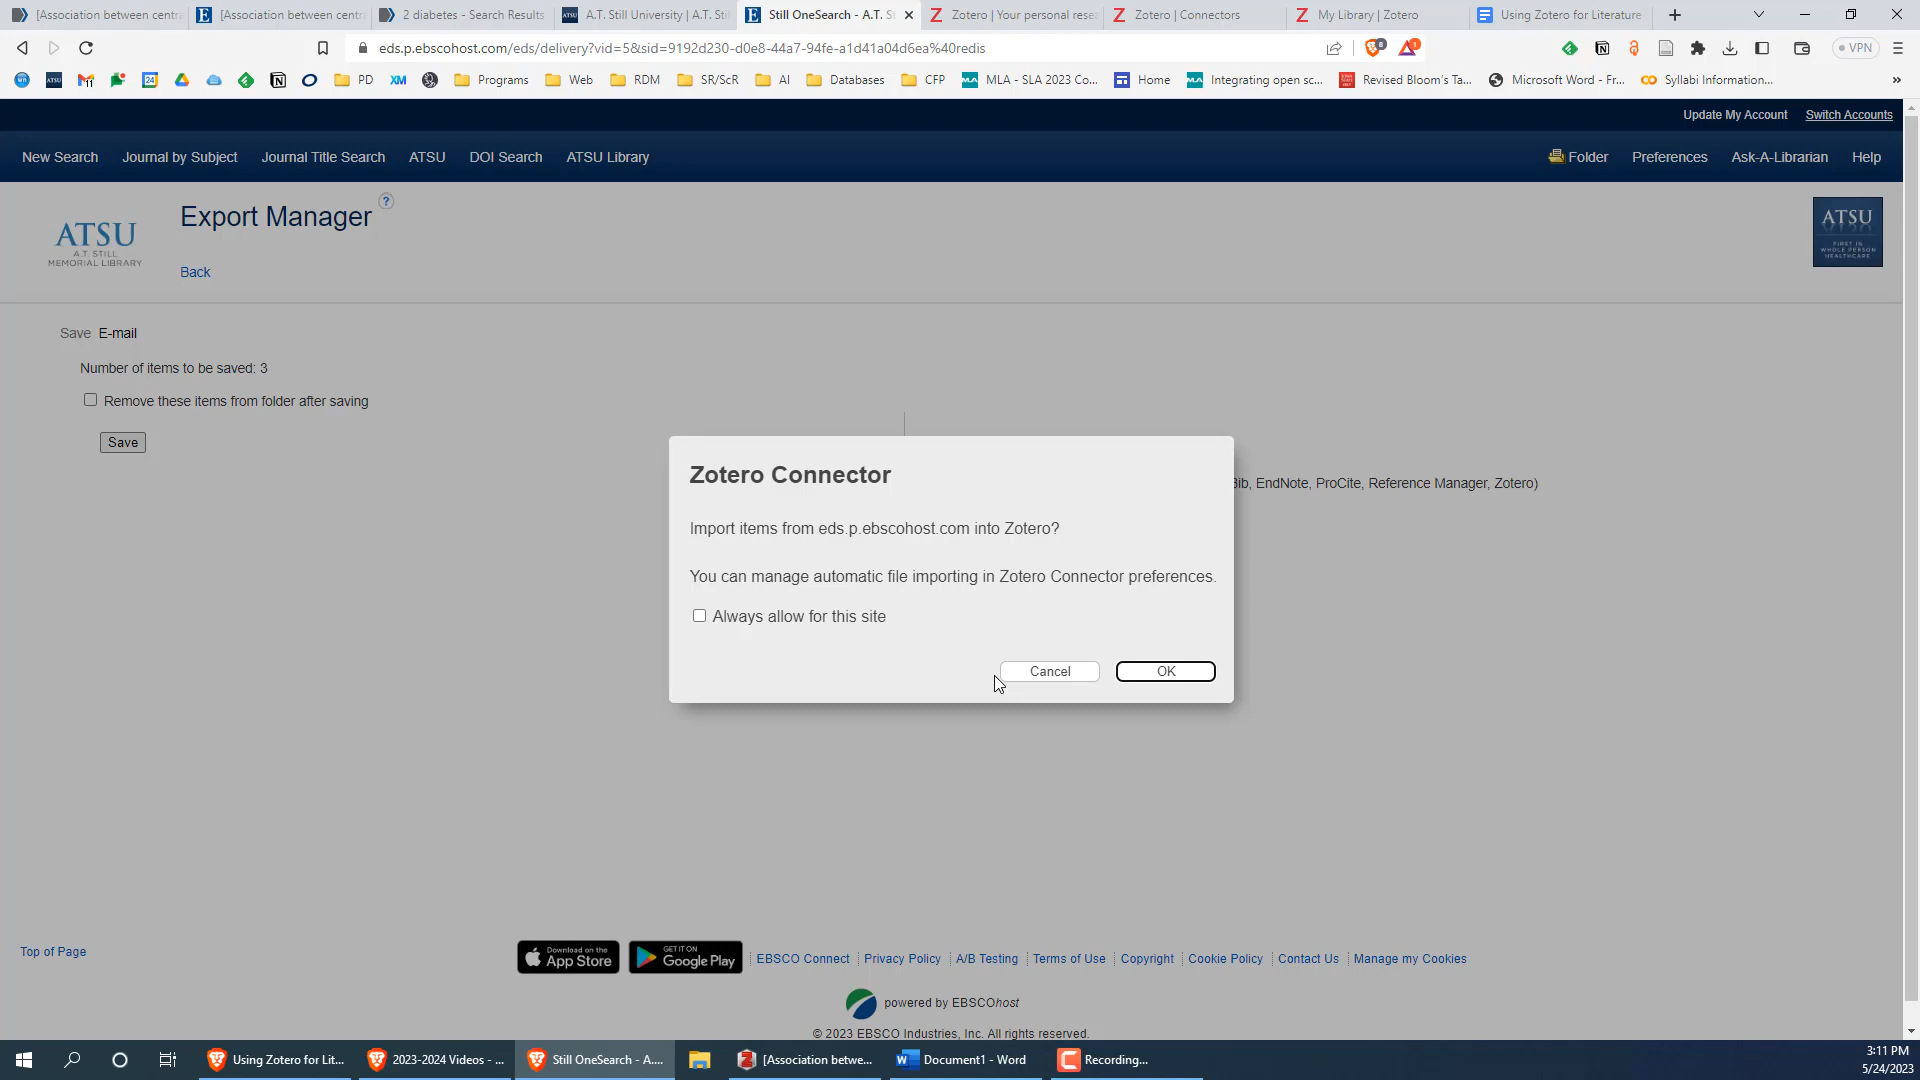 [Association between centra
[Association between centra
2 diabetes - Search Results
A.T. Still University | A.T. Sti
Still OneSearch - A.T. S
Zotero | Your personal rese
Zotero | Connectors
My Library | Zotero
Using Zotero for Literature
eds.p.ebscohost.com/eds/delivery?vid=5&sid=9192d230-d0e8-44a7-94fe-a1d41a04d6ea%40redis
VPN
PD
XM
Programs
Web
RDM
SR/ScR
AI
Databases
CFP
MLA - SLA 2023 Co...
Home
Integrating open sc...
Revised Bloom's Ta...
Microsoft Word - Fr...
Syllabi Information...
Update My Account
Switch Accounts
New Search
Journal by Subject
Journal Title Search
ATSU
DOI Search
ATSU Library
Folder
Preferences
Ask-A-Librarian
Help
ATSU
A.T. STILL
MEMORIAL LIBRARY
Export Manager
?
Back
ATSU
FIRST IN
WHOLE PERSON
HEALTHCARE
Save E-mail
Number of items to be saved: 3
Remove these items from folder after saving
Save
Bib, EndNote, ProCite, Reference Manager, Zotero)
Zotero Connector
Import items from eds.p.ebscohost.com into Zotero?
You can manage automatic file importing in Zotero Connector preferences.
Always allow for this site
Cancel
OK
Top of Page
Download on the
App Store
GET IT ON
Google Play
EBSCO Connect
Privacy Policy
A/B Testing
Terms of Use
Copyright
Cookie Policy
Contact Us
Manage my Cookies
powered by EBSCOhost
© 2023 EBSCO Industries, Inc. All rights reserved.
Using Zotero for Lit...
2023-2024 Videos - ...
Still OneSearch - A....
[Association betwe...
Document1 - Word
Recording...
3:11 PM
5/24/2023